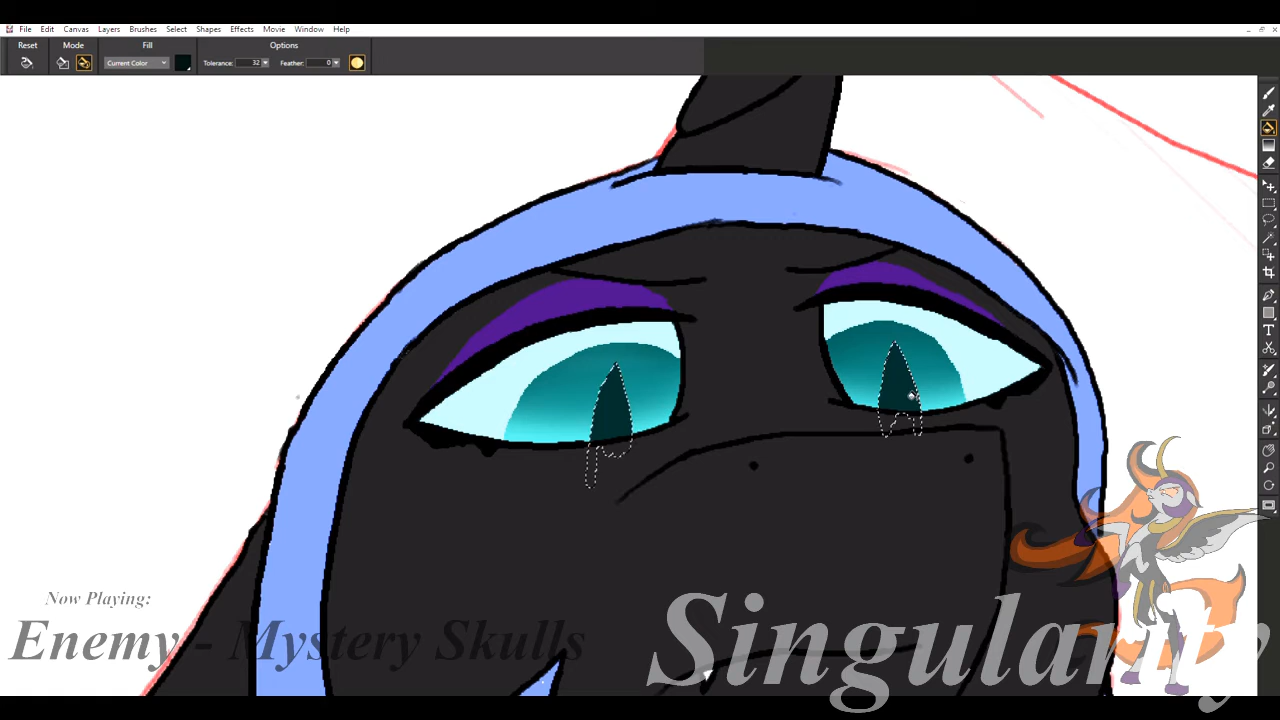 File Edit Canvas Layers Brushes Select Shapes Effects Movie Window Help
Reset Mode Fill Options
Current Color Tolerance: 32 Feather: 0
Now Playing:
Enemy - Mystery Skulls
Singularity